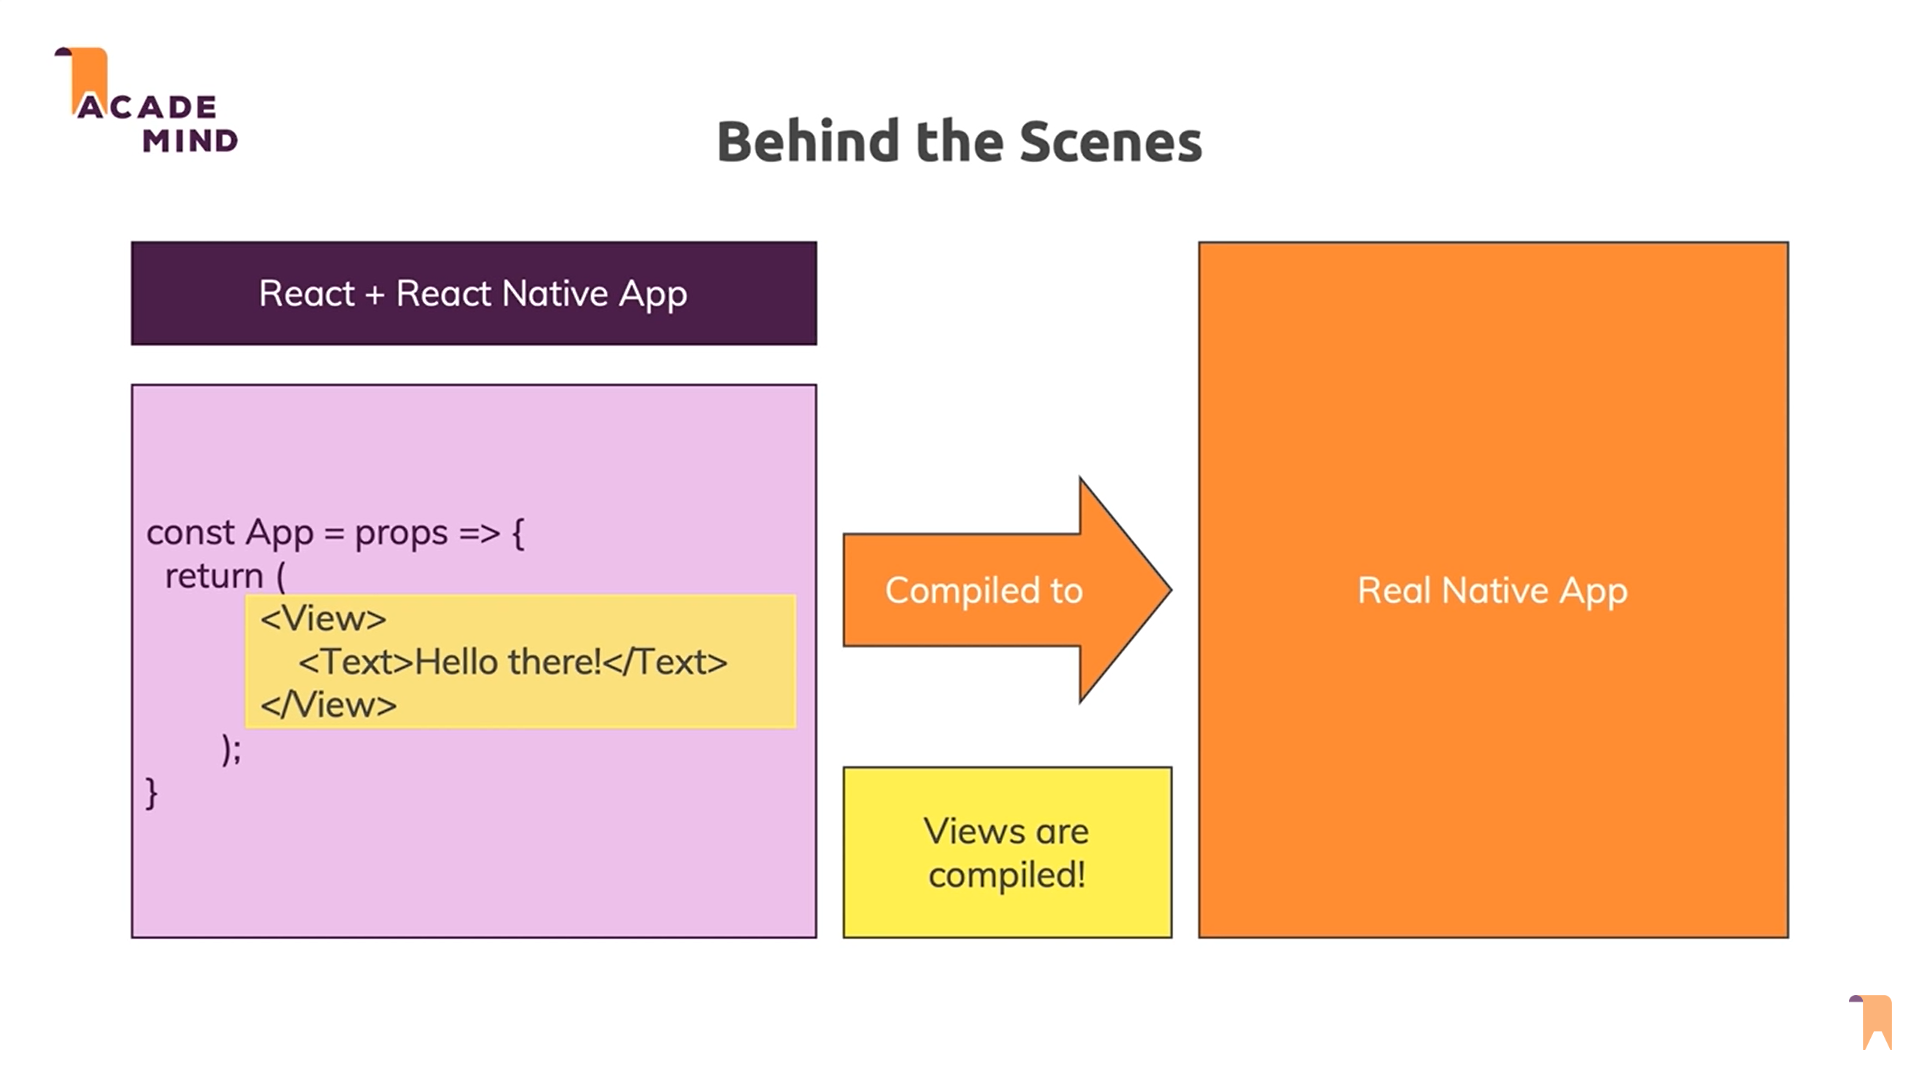 ACADE
MIND
Behind the Scenes
React + React Native App
const App = props => {
return (
<View>
<Text>Hello there!</Text>
</View>
);
}
Compiled to
Views are
compiled!
Real Native App